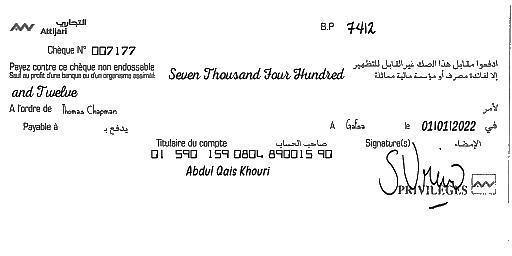 التجاري
Attijari
B.P 7412
Chèque N° 007177
Payez contre ce chèque non endossable
ادفعوا مقابل هذا الصك غير القابل للتظهير
Sauf au profit d'une banque ou d'un organisme assimilé
إلا لفائدة مصرف أو مؤسسة مالية مماثلة
Seven Thousand Four Hundred
and Twelve
A l'ordre de Thomas Chapman
لأمر
Payable à
يدفع بـ
A Gafsa le 01/01/2022 في
Titulaire du compte صاحب الحساب
Signature(s) الإمضاء
01 590 159 0804 890015 90
Abdul Qais Khouri
PRIVILEGES